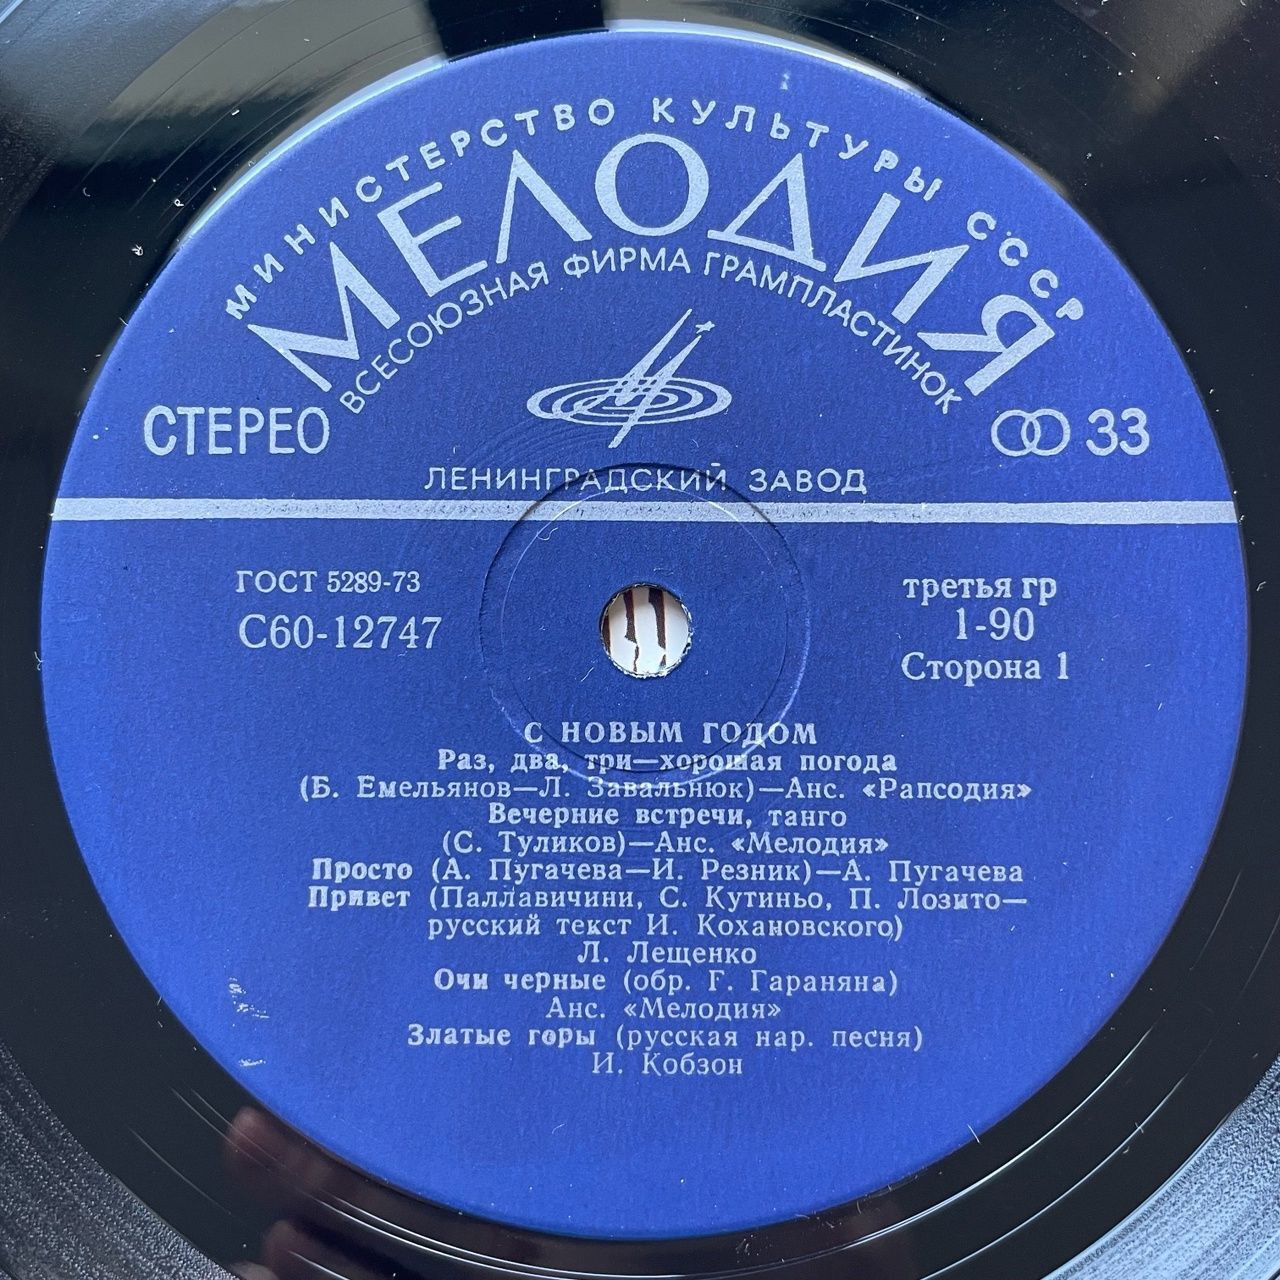 МИНИСТЕРСТВО КУЛЬТУРЫ СССР
МЕЛОДИЯ
ВСЕСОЮЗНАЯ ФИРМА ГРАМПЛАСТИНОК
СТЕРЕО
33
ЛЕНИНГРАДСКИЙ ЗАВОД
ГОСТ 5289-73
С60-12747
третья гр
1-90
Сторона 1
С НОВЫМ ГОДОМ
Раз, два, три—хорошая погода
(Б. Емельянов—Л. Завальнюк)—Анс. «Рапсодия»
Вечерние встречи, танго
(С. Туликов)—Анс. «Мелодия»
Просто (А. Пугачева—И. Резник)—А. Пугачева
Привет (Паллавичини, С. Кутиньо, П. Лозито—
русский текст И. Кохановского)
Л. Лещенко
Очи черные (обр. Г. Гараняна)
Анс. «Мелодия»
Златые горы (русская нар. песня)
И. Кобзон